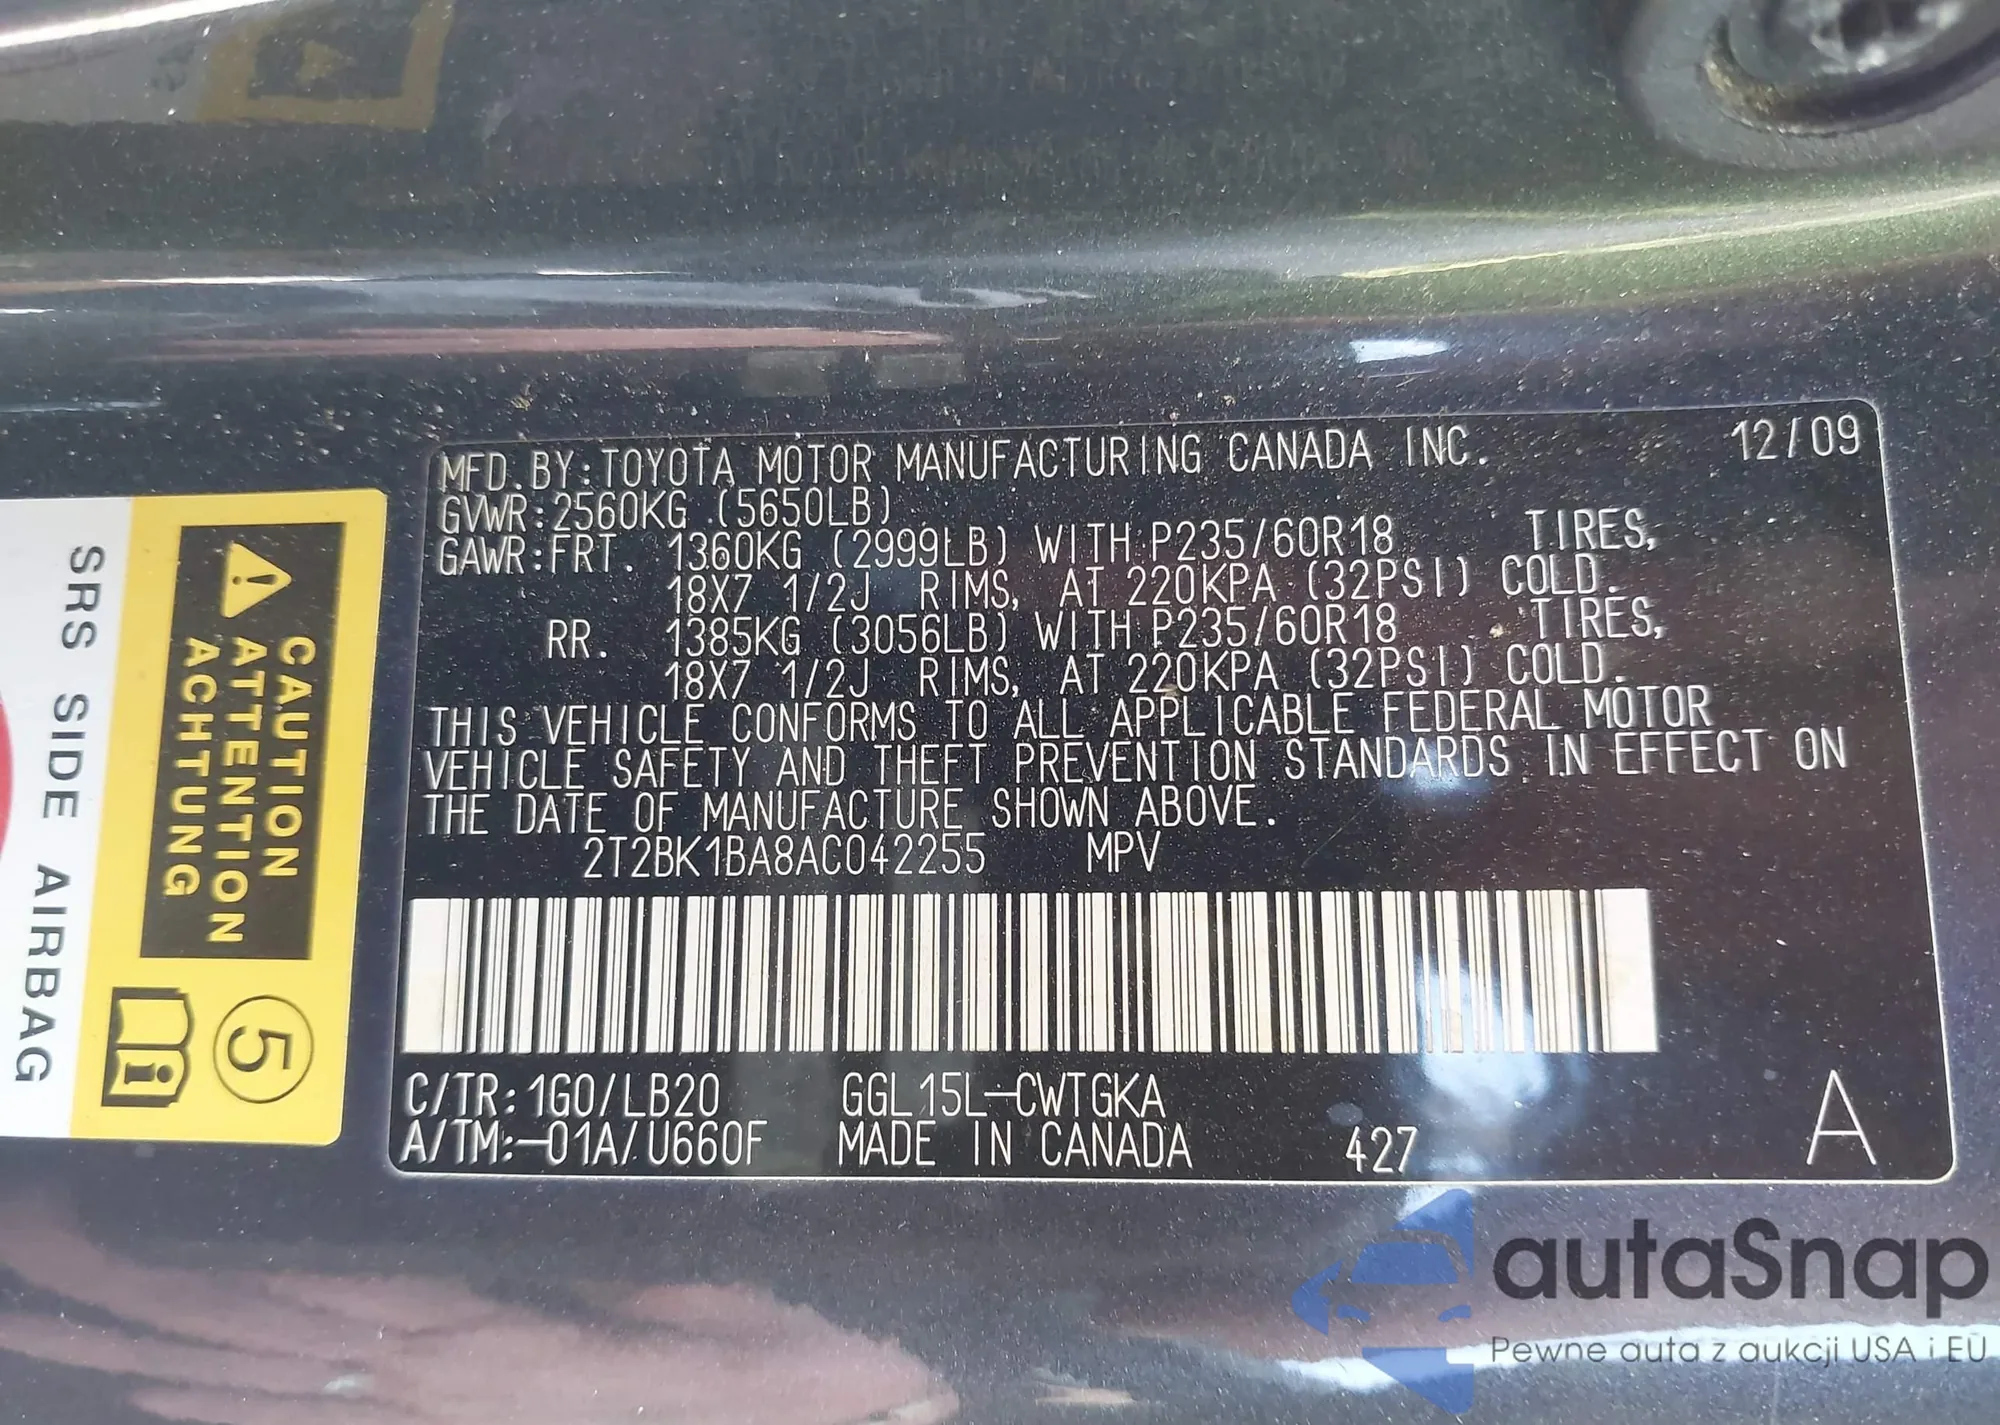 MFD.BY:TOYOTA MOTOR MANUFACTURING CANADA INC. 12/09
GVWR:2560KG (5650LB)
GAWR:FRT. 1360KG (2999LB) WITH P235/60R18 TIRES,
18X7 1/2J RIMS, AT 220KPA (32PSI) COLD.
RR. 1385KG (3056LB) WITH P235/60R18 TIRES,
18X7 1/2J RIMS, AT 220KPA (32PSI) COLD.
THIS VEHICLE CONFORMS TO ALL APPLICABLE FEDERAL MOTOR
VEHICLE SAFETY AND THEFT PREVENTION STANDARDS IN EFFECT ON
THE DATE OF MANUFACTURE SHOWN ABOVE.
2T2BK1BA8AC042255 MPV
C/TR:1G0/LB20 GGL15L-CWTGKA
A/TM:-01A/U660F MADE IN CANADA 427 A
CAUTION
ATTENTION
ACHTUNG
5
i
SRS SIDE AIRBAG
autaSnap
Pewne auta z aukcji USA i EU